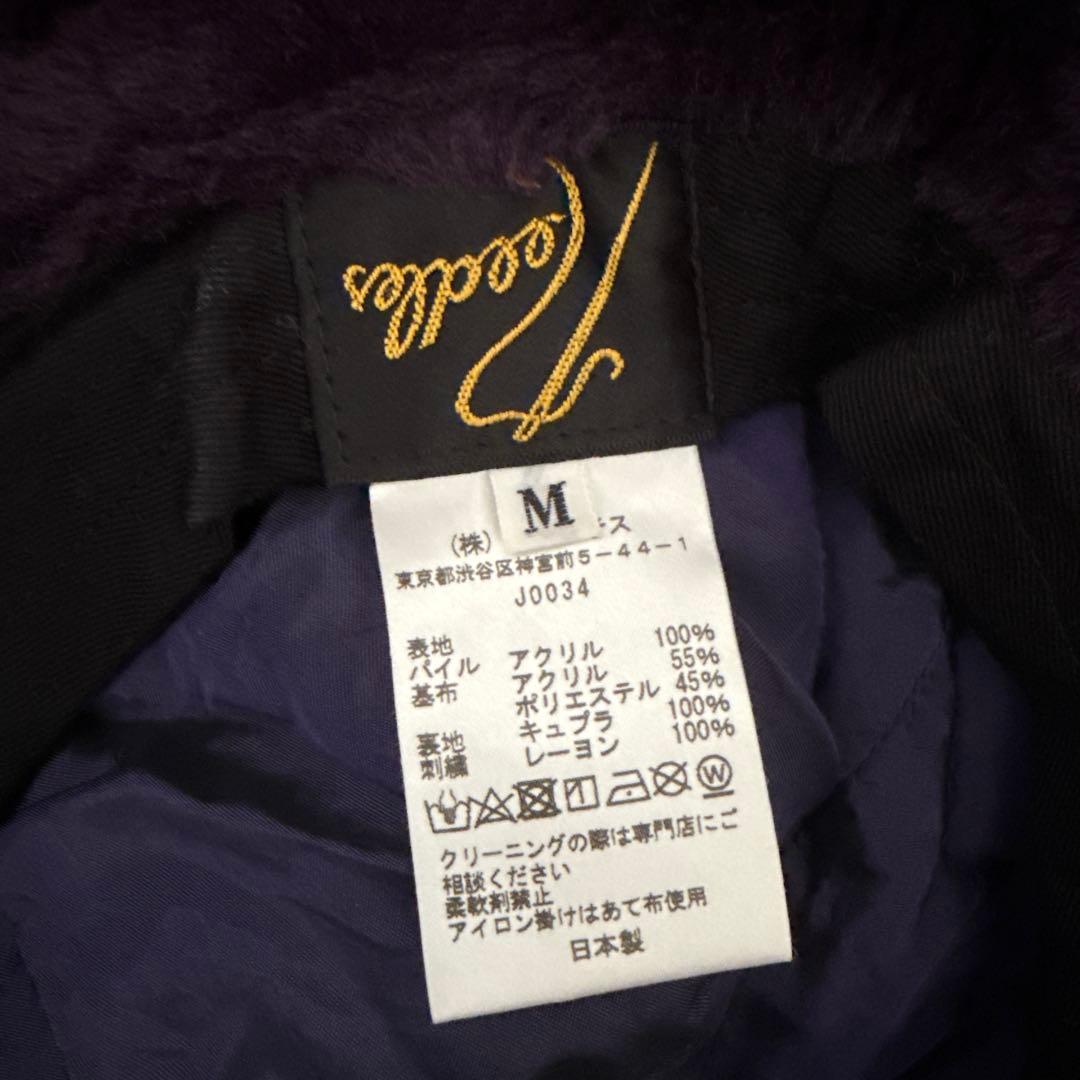 Needles
M
(株) ス
東京都渋谷区神宮前5-44-1
J0034
表地
パイル アクリル 100%
基布 アクリル 55%
ポリエステル 45%
裏地 キュプラ 100%
刺繍 レーヨン 100%
W
クリーニングの際は専門店にご
相談ください
柔軟剤禁止
アイロン掛けはあて布使用
日本製